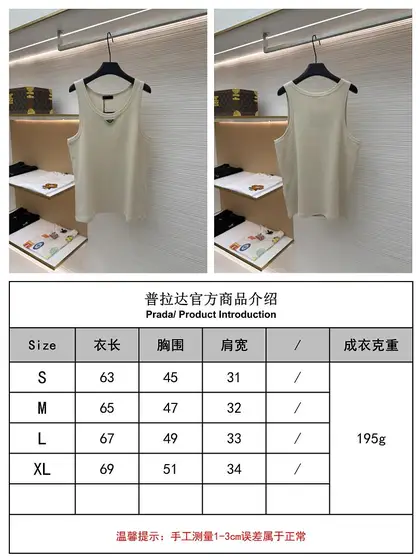 普拉达官方商品介绍
Prada/ Product Introduction
Size 衣长 胸围 肩宽 / 成衣克重
S 63 45 31 /
M 65 47 32 /
L 67 49 33 /
XL 69 51 34 /
195g
温馨提示：手工测量1-3cm误差属于正常